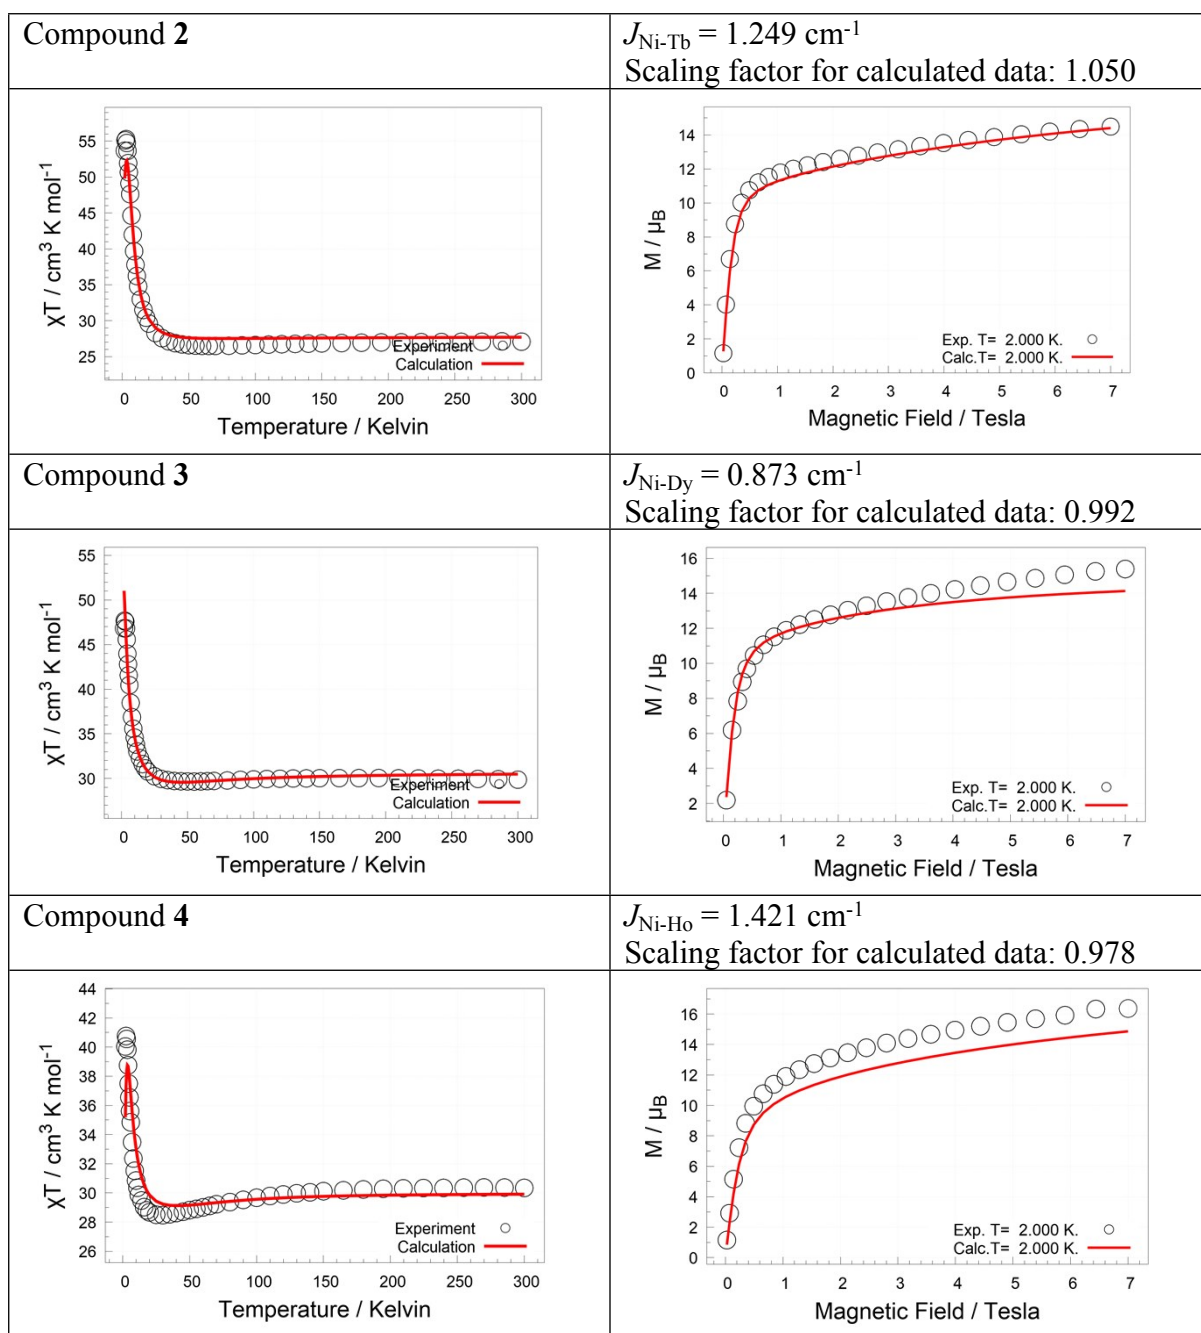 Compound 2
J_Ni-Tb = 1.249 cm⁻¹
Scaling factor for calculated data: 1.050
χT / cm³ K mol⁻¹
55
50
45
40
35
30
25
Experiment
Calculation
0 50 100 150 200 250 300
Temperature / Kelvin
M / μB
14
12
10
8
6
4
2
0
Exp. T= 2.000 K.
Calc.T= 2.000 K.
0 1 2 3 4 5 6 7
Magnetic Field / Tesla
Compound 3
J_Ni-Dy = 0.873 cm⁻¹
Scaling factor for calculated data: 0.992
χT / cm³ K mol⁻¹
55
50
45
40
35
30
Experiment
Calculation
0 50 100 150 200 250 300
Temperature / Kelvin
M / μB
16
14
12
10
8
6
4
2
Exp. T= 2.000 K.
Calc.T= 2.000 K.
0 1 2 3 4 5 6 7
Magnetic Field / Tesla
Compound 4
J_Ni-Ho = 1.421 cm⁻¹
Scaling factor for calculated data: 0.978
χT / cm³ K mol⁻¹
44
42
40
38
36
34
32
30
28
26
Experiment
Calculation
0 50 100 150 200 250 300
Temperature / Kelvin
M / μB
16
14
12
10
8
6
4
2
0
Exp. T= 2.000 K.
Calc.T= 2.000 K.
0 1 2 3 4 5 6 7
Magnetic Field / Tesla